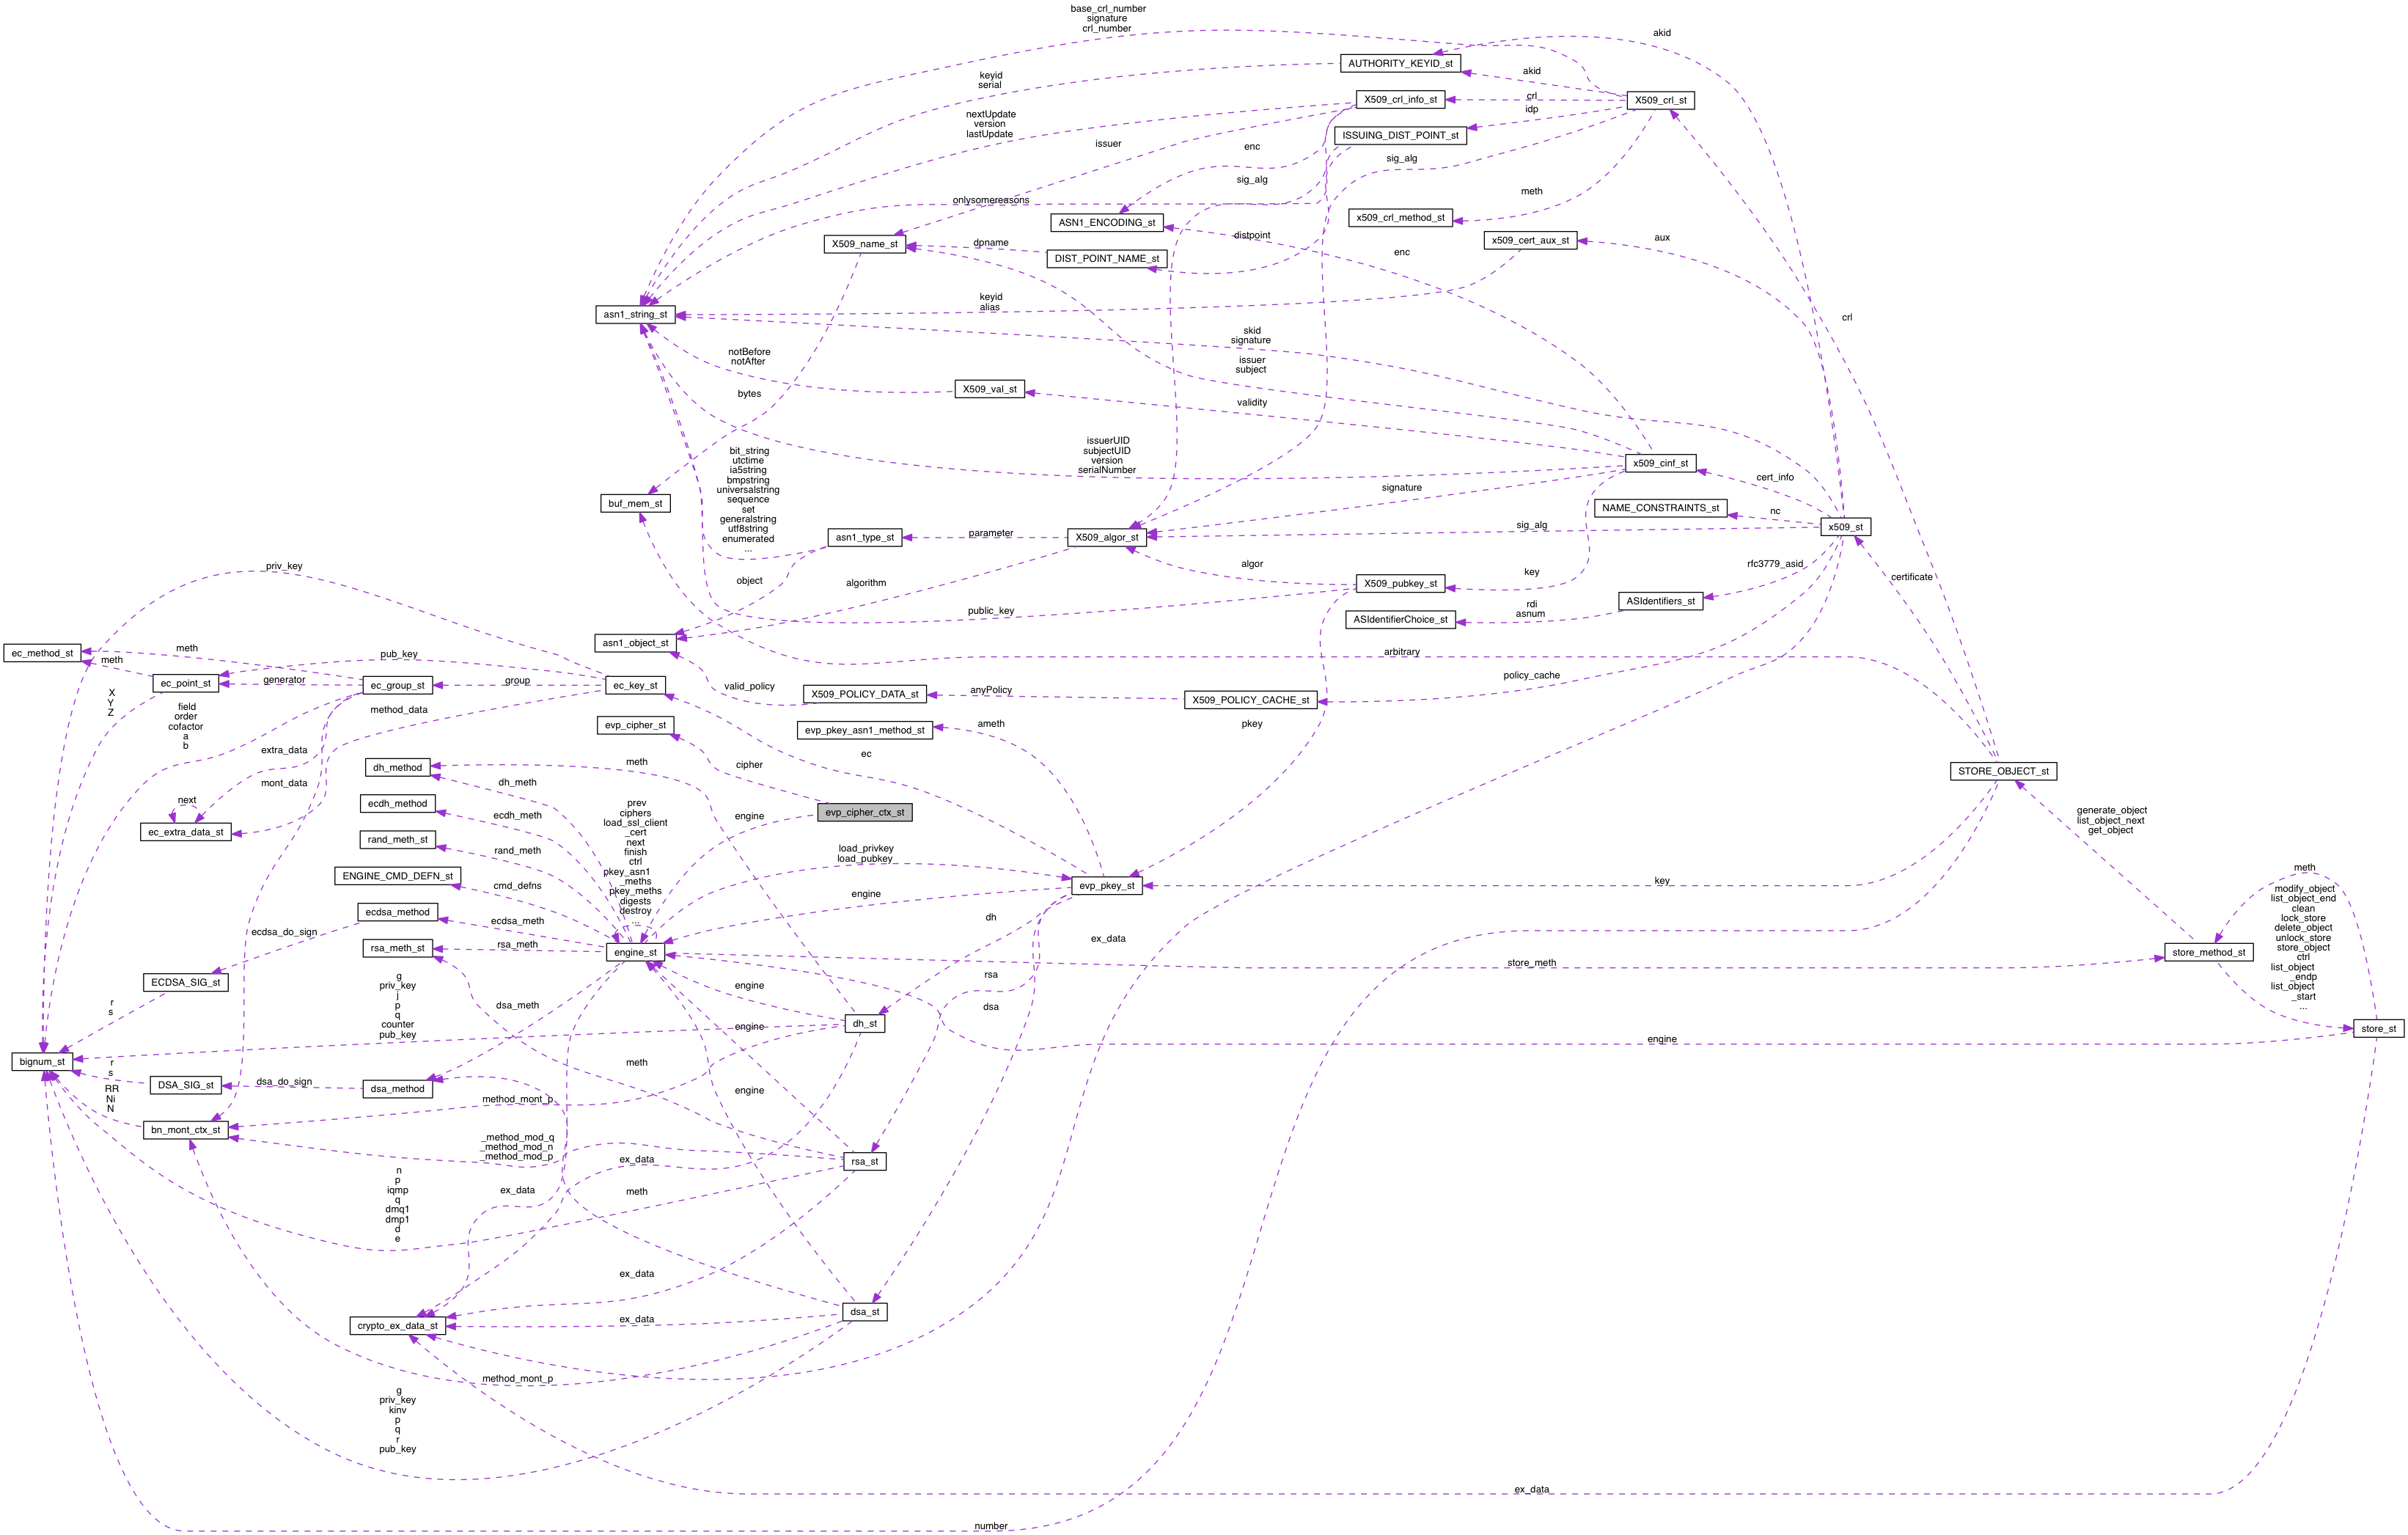 base_crl_number
signature
crl_number
akid
AUTHORITY_KEYID_st
akid
keyid
serial
X509_crl_info_st
crl
X509_crl_st
idp
nextUpdate
version
lastUpdate
ISSUING_DIST_POINT_st
issuer
enc
sig_alg
sig_alg
meth
onlysomereasons
ASN1_ENCODING_st
x509_crl_method_st
X509_name_st
dpname
distpoint
x509_cert_aux_st
aux
DIST_POINT_NAME_st
enc
keyid
alias
asn1_string_st
crl
skid
signature
notBefore
notAfter
issuer
subject
X509_val_st
bytes
validity
issuerUID
subjectUID
version
serialNumber
bit_string
utctime
ia5string
bmpstring
universalstring
sequence
set
generalstring
utf8string
enumerated
...
x509_cinf_st
cert_info
signature
buf_mem_st
NAME_CONSTRAINTS_st
nc
x509_st
sig_alg
asn1_type_st
parameter
X509_algor_st
priv_key
algor
key
rfc3779_asid
object
algorithm
X509_pubkey_st
certificate
ASIdentifiers_st
public_key
rdi
asnum
ASIdentifierChoice_st
asn1_object_st
ec_method_st
meth
meth
pub_key
arbitrary
ec_point_st
generator
ec_group_st
group
ec_key_st
valid_policy
X509_POLICY_DATA_st
anyPolicy
X509_POLICY_CACHE_st
policy_cache
X
Y
Z
field
order
cofactor
a
b
method_data
evp_cipher_st
evp_pkey_asn1_method_st
ameth
pkey
extra_data
dh_method
meth
cipher
ec
STORE_OBJECT_st
mont_data
dh_meth
next
ecdh_method
ecdh_meth
prev
ciphers
load_ssl_client
_cert
next
finish
ctrl
pkey_asn1
_meths
pkey_meths
digests
destroy
...
engine
evp_cipher_ctx_st
generate_object
list_object_next
get_object
ec_extra_data_st
rand_meth_st
rand_meth
load_privkey
load_pubkey
ENGINE_CMD_DEFN_st
cmd_defns
engine
evp_pkey_st
key
meth
ecdsa_method
ecdsa_meth
dh
modify_object
list_object_end
clean
lock_store
delete_object
unlock_store
store_object
ctrl
list_object
_endp
list_object
_start
...
ecdsa_do_sign
rsa_meth_st
rsa_meth
engine_st
ex_data
store_method_st
store_meth
ECDSA_SIG_st
g
priv_key
j
p
q
counter
pub_key
rsa
engine
dsa
r
s
dsa_meth
dh_st
engine
store_st
engine
bignum_st
r
s
meth
DSA_SIG_st
dsa_do_sign
dsa_method
engine
RR
Ni
N
method_mont_p
bn_mont_ctx_st
_method_mod_q
_method_mod_n
_method_mod_p
ex_data
rsa_st
n
p
iqmp
q
dmq1
dmp1
d
e
ex_data
meth
ex_data
dsa_st
crypto_ex_data_st
ex_data
method_mont_p
g
priv_key
kinv
p
q
r
pub_key
ex_data
number